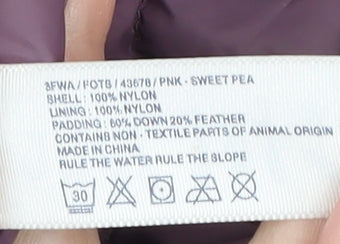 3FWA / FOTS / 43678 / PNK - SWEET PEA
SHELL : 100% NYLON
LINING : 100% NYLON
PADDING : 80% DOWN 20% FEATHER
CONTAINS NON - TEXTILE PARTS OF ANIMAL ORIGIN
MADE IN CHINA
RULE THE WATER RULE THE SLOPE
30